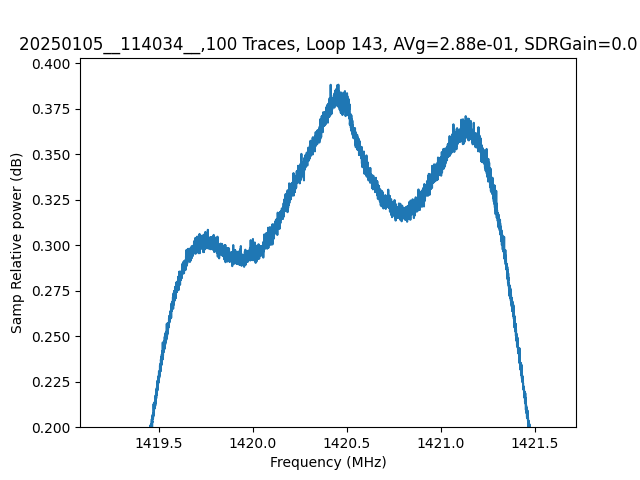 20250105__114034__,100 Traces, Loop 143, AVg=2.88e-01, SDRGain=0.0
0.400
0.375
0.350
0.325
0.300
0.275
0.250
0.225
0.200
Samp Relative power (dB)
1419.5 1420.0 1420.5 1421.0 1421.5
Frequency (MHz)